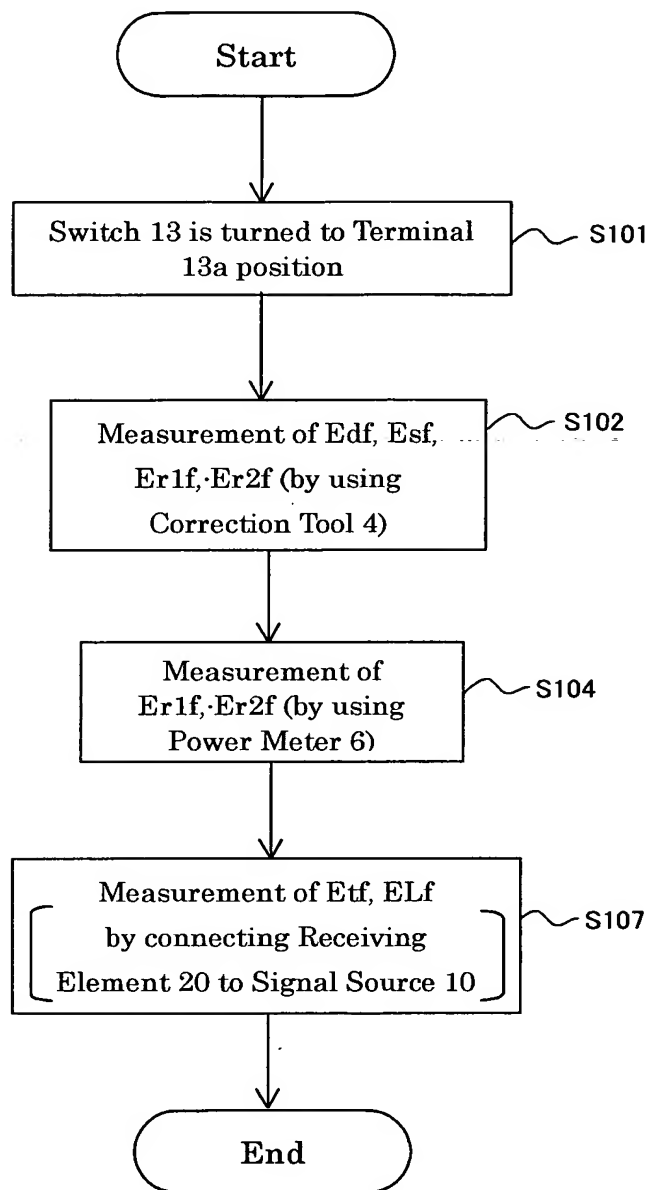 Start
Switch 13 is turned to Terminal
13a position
S101
Measurement of Edf, Esf,
Er1f,·Er2f (by using
Correction Tool 4)
S102
Measurement of
Er1f,·Er2f (by using
Power Meter 6)
S104
Measurement of Etf, ELf
by connecting Receiving
Element 20 to Signal Source 10
S107
End